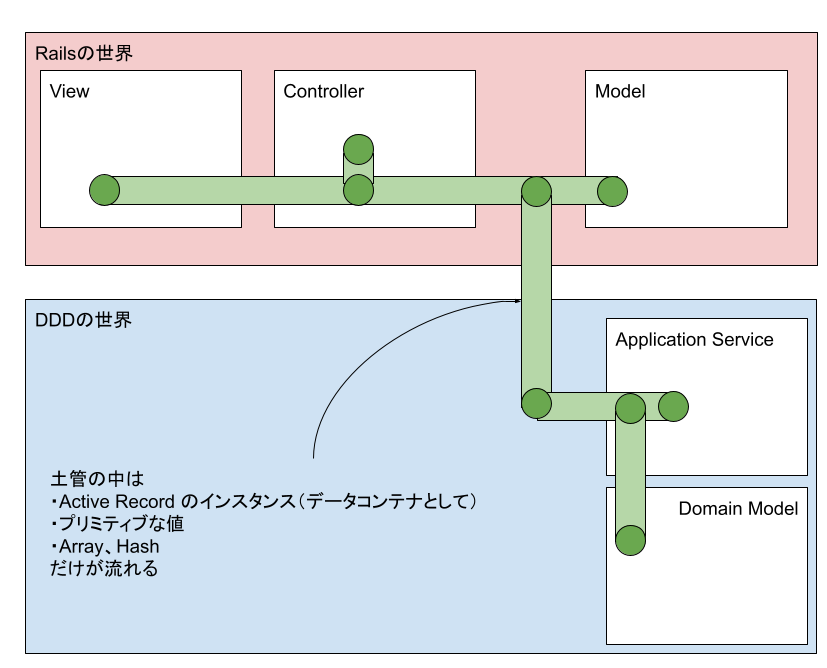 Railsの世界
View
Controller
Model
DDDの世界
Application Service
土管の中は
・Active Record のインスタンス（データコンテナとして）
・プリミティブな値
・Array、Hash
だけが流れる
Domain Model